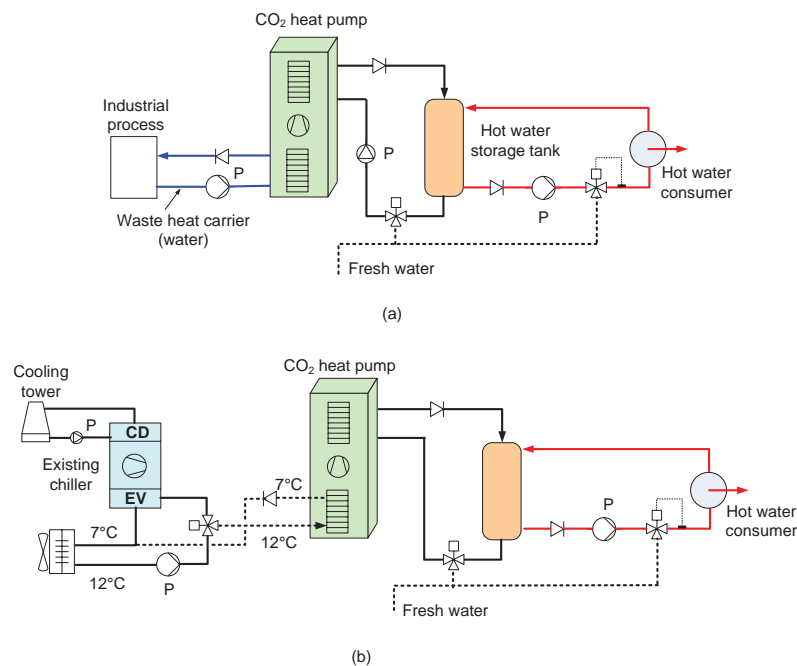 CO₂ heat pump
Industrial
process
P
Waste heat carrier
(water)
P
Hot water
storage tank
P
Hot water
consumer
Fresh water
(a)
CO₂ heat pump
Cooling
tower
P
CD
Existing
chiller
EV
7°C
7°C
12°C
12°C
P
P
Hot water
consumer
Fresh water
(b)